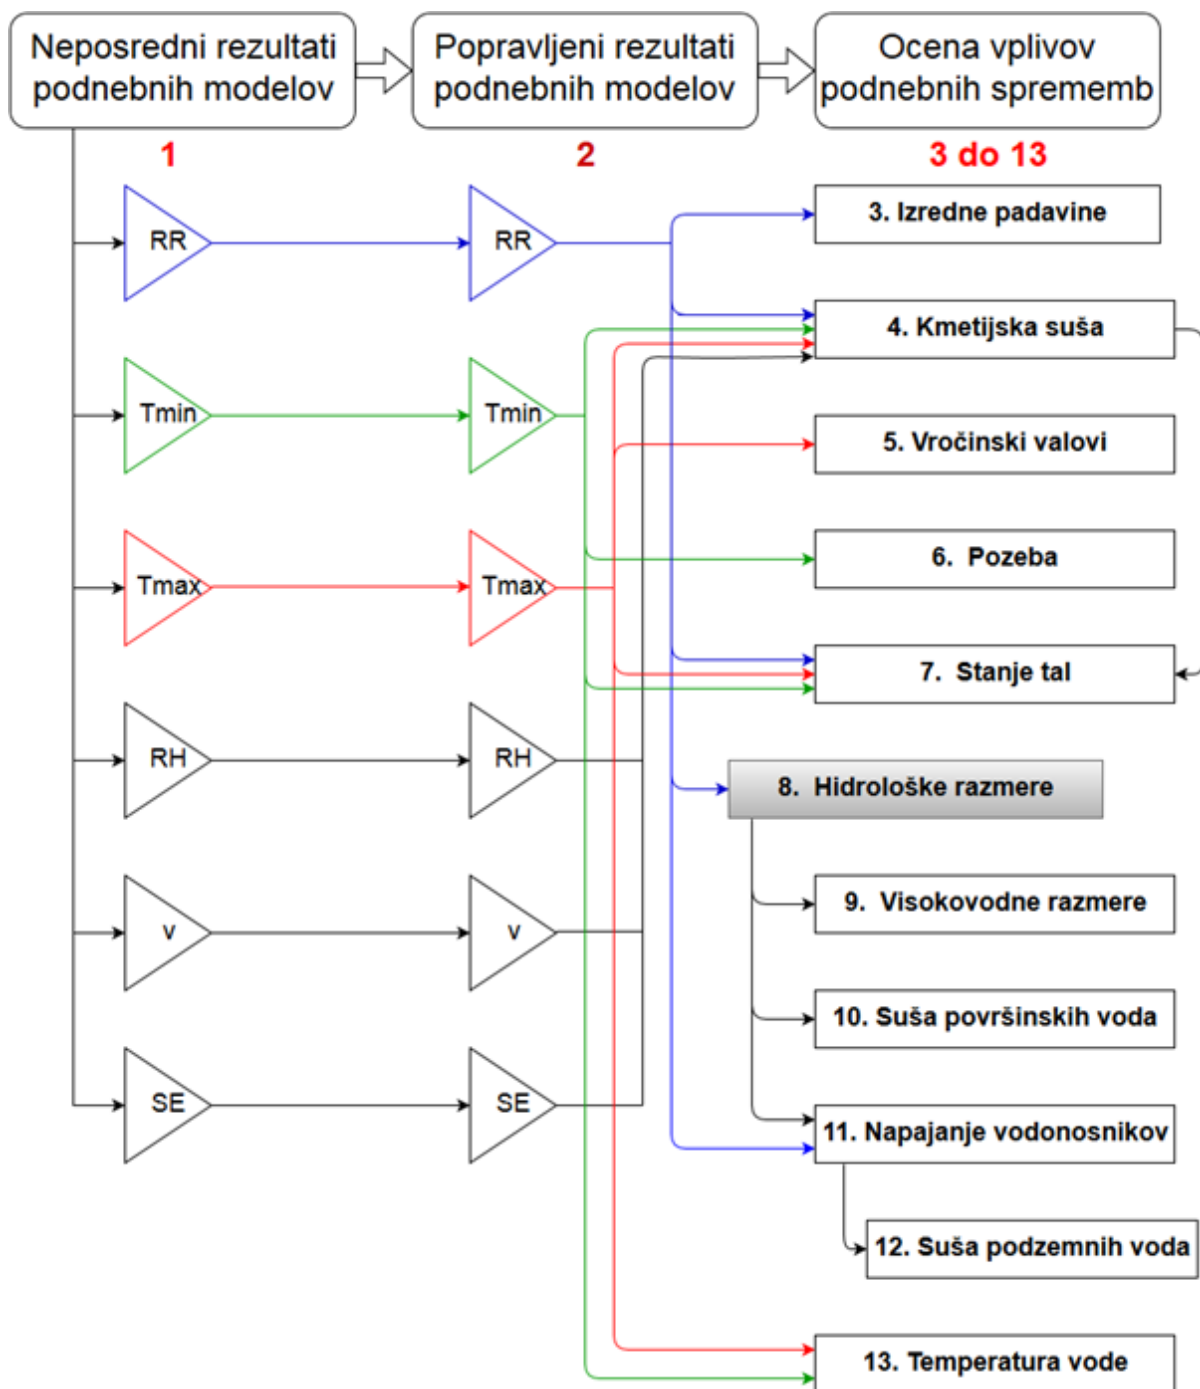 Neposredni rezultati
podnebnih modelov
Popravljeni rezultati
podnebnih modelov
Ocena vplivov
podnebnih sprememb
1
2
3 do 13
RR
RR
3. Izredne padavine
4. Kmetijska suša
Tmin
Tmin
5. Vročinski valovi
6. Pozeba
Tmax
Tmax
7. Stanje tal
RH
RH
8. Hidrološke razmere
9. Visokovodne razmere
v
v
10. Suša površinskih voda
SE
SE
11. Napajanje vodonosnikov
12. Suša podzemnih voda
13. Temperatura vode